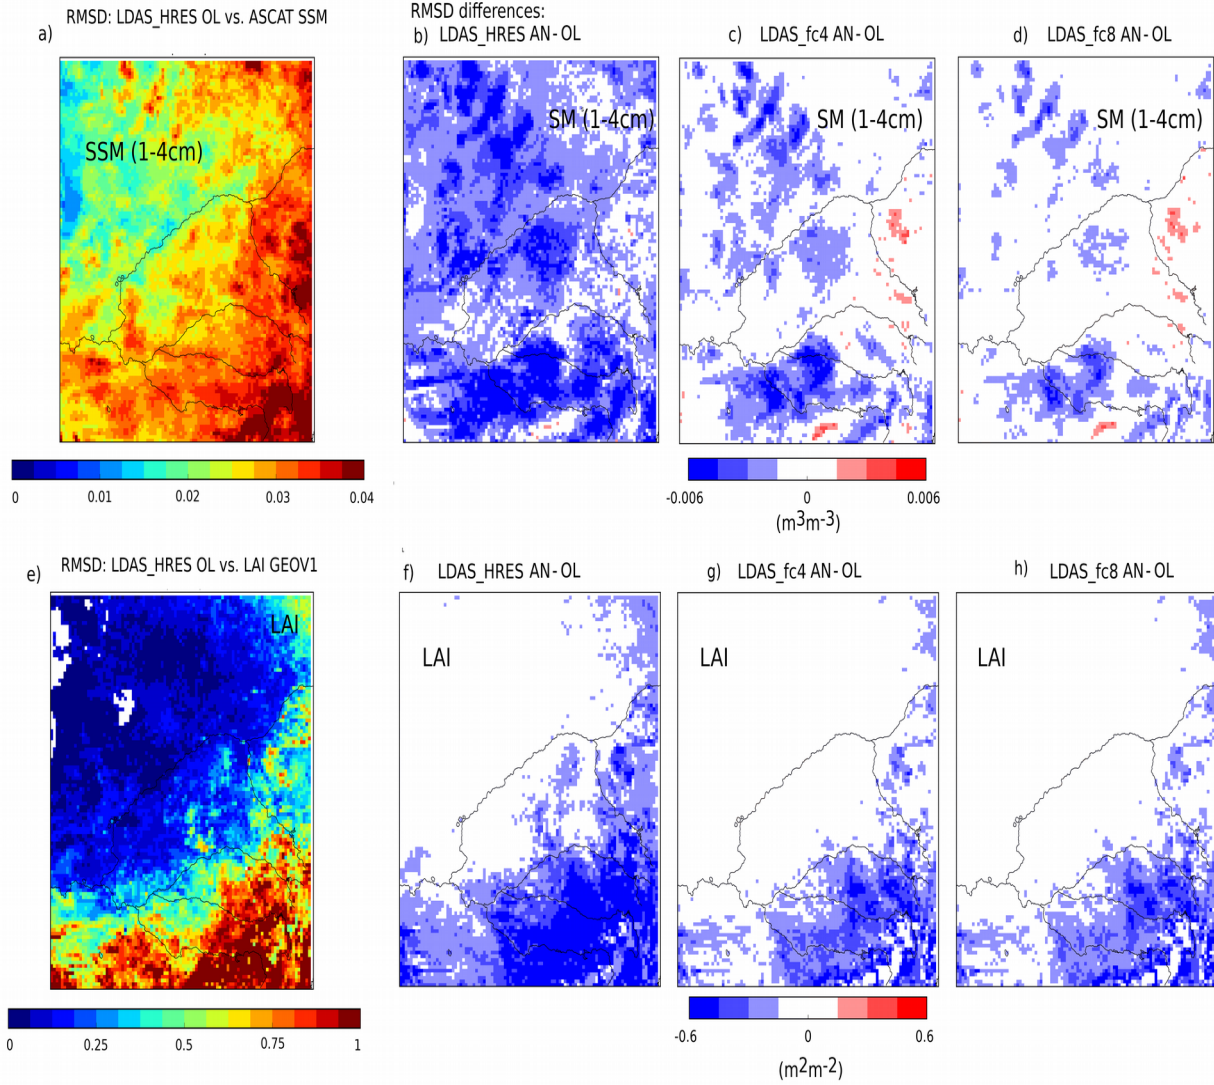 RMSD: LDAS_HRES OL vs. ASCAT SSM
RMSD differences:
a)
b) LDAS_HRES AN-OL
c) LDAS_fc4 AN-OL
d) LDAS_fc8 AN-OL
SSM (1-4cm)
SM (1-4cm)
SM (1-4cm)
SM (1-4cm)
0 0.01 0.02 0.03 0.04
-0.006 0 0.006
(m3m-3)
e) RMSD: LDAS_HRES OL vs. LAI GEOV1
f) LDAS_HRES AN-OL
g) LDAS_fc4 AN-OL
h) LDAS_fc8 AN-OL
LAI
LAI
LAI
LAI
0 0.25 0.5 0.75 1
-0.6 0 0.6
(m2m-2)